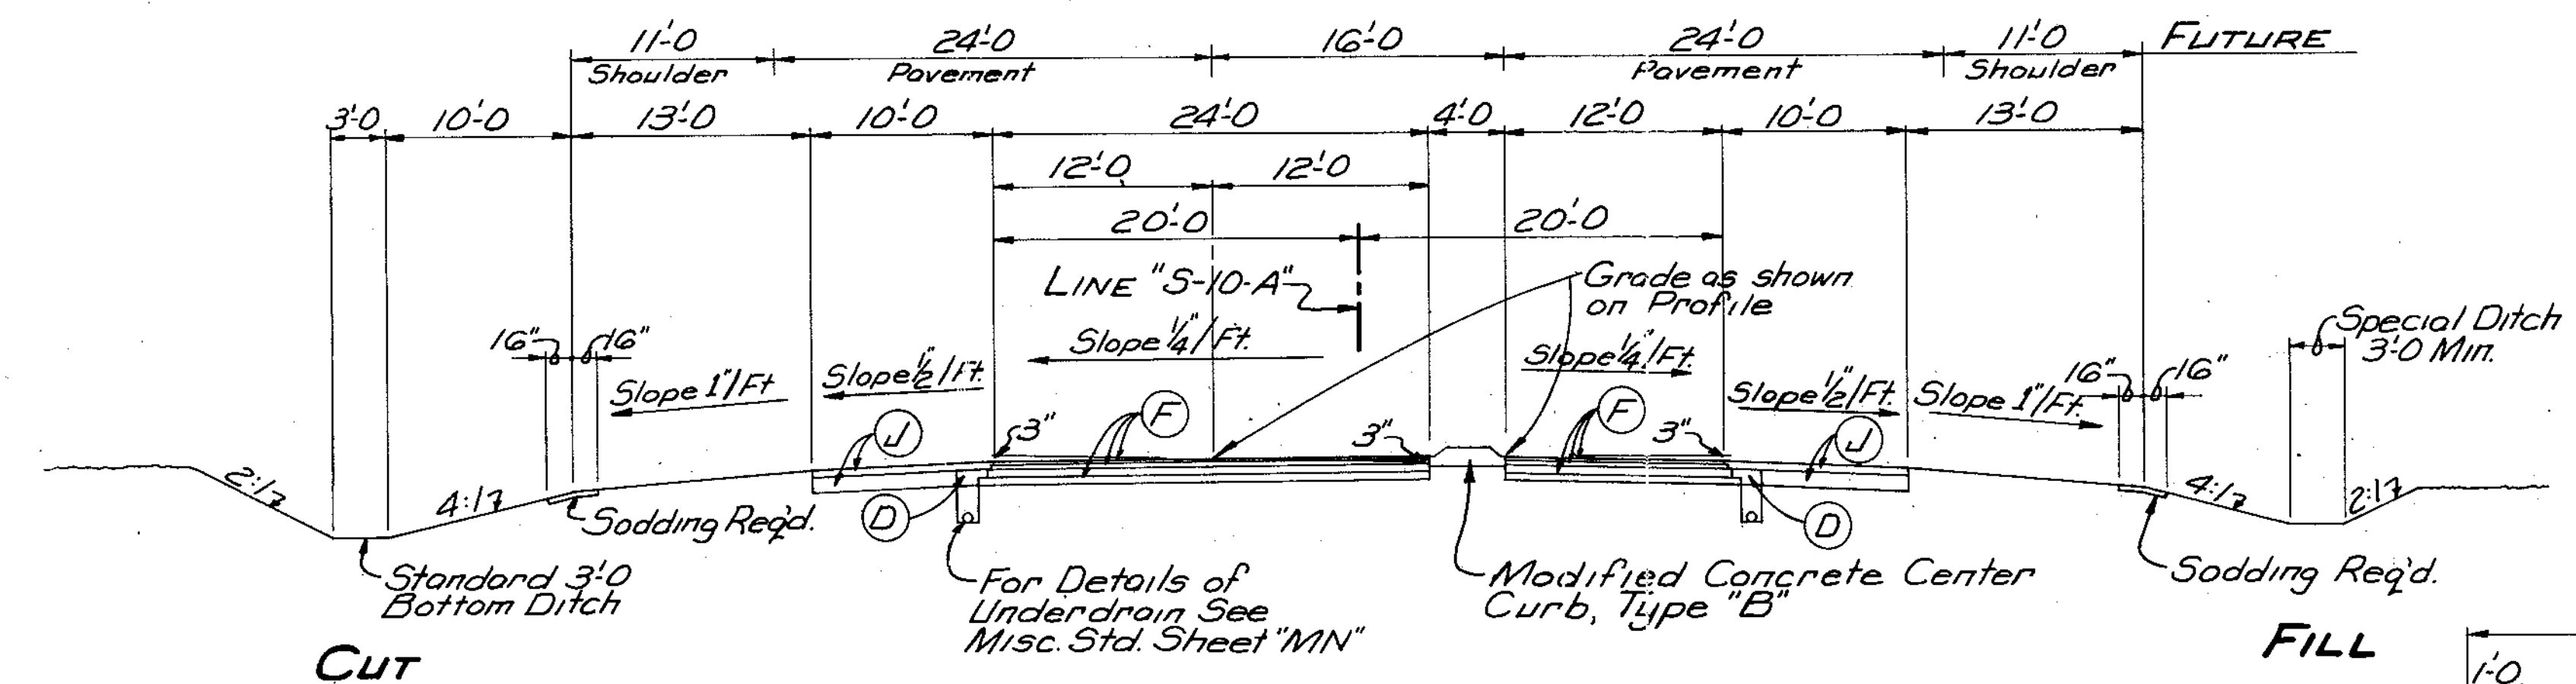 11'-0 24'-0 16'-0 24'-0 11'-0 FUTURE
Shoulder Pavement Pavement Shoulder
3'-0 10'-0 13'-0 10'-0 24'-0 4'-0 12'-0 10'-0 13'-0
12'-0 12'-0
20'-0 20'-0
LINE "S-10-A"
Grade as shown
on Profile
Special Ditch
3'-0 Min.
16" 16"
Slope 1"/Ft
Slope 1/2"/Ft.
Slope 1/4"/Ft.
Slope 1/4"/Ft.
Slope 1/2"/Ft.
Slope 1"/Ft.
16" 16"
J 3" F 3" F 3" J
2:1 4:1 4:1 2:1
Sodding Req'd.
D
D
Standard 3'-0
Bottom Ditch
For Details of
Underdrain See
Misc. Std. Sheet "MN"
Modified Concrete Center
Curb, Type "B"
Sodding Req'd.
CUT
FILL
1'-0